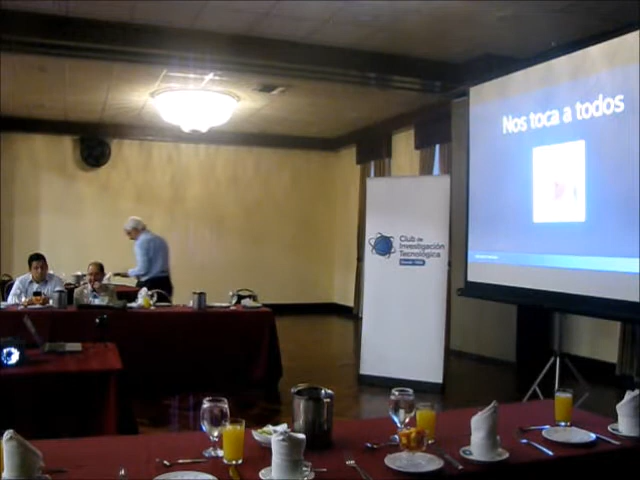 Nos toca a todos
Club de
Investigación
Tecnológica